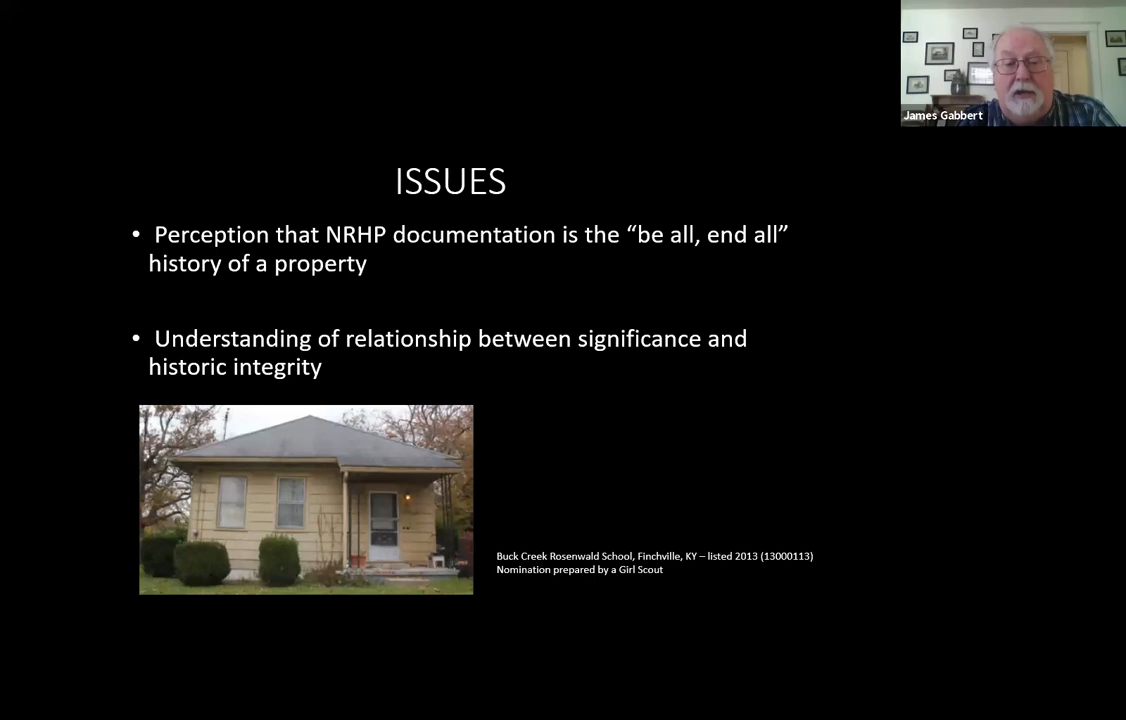 James Gabbert
ISSUES
• Perception that NRHP documentation is the “be all, end all”
history of a property
• Understanding of relationship between significance and
historic integrity
Buck Creek Rosenwald School, Finchville, KY – listed 2013 (13000113)
Nomination prepared by a Girl Scout